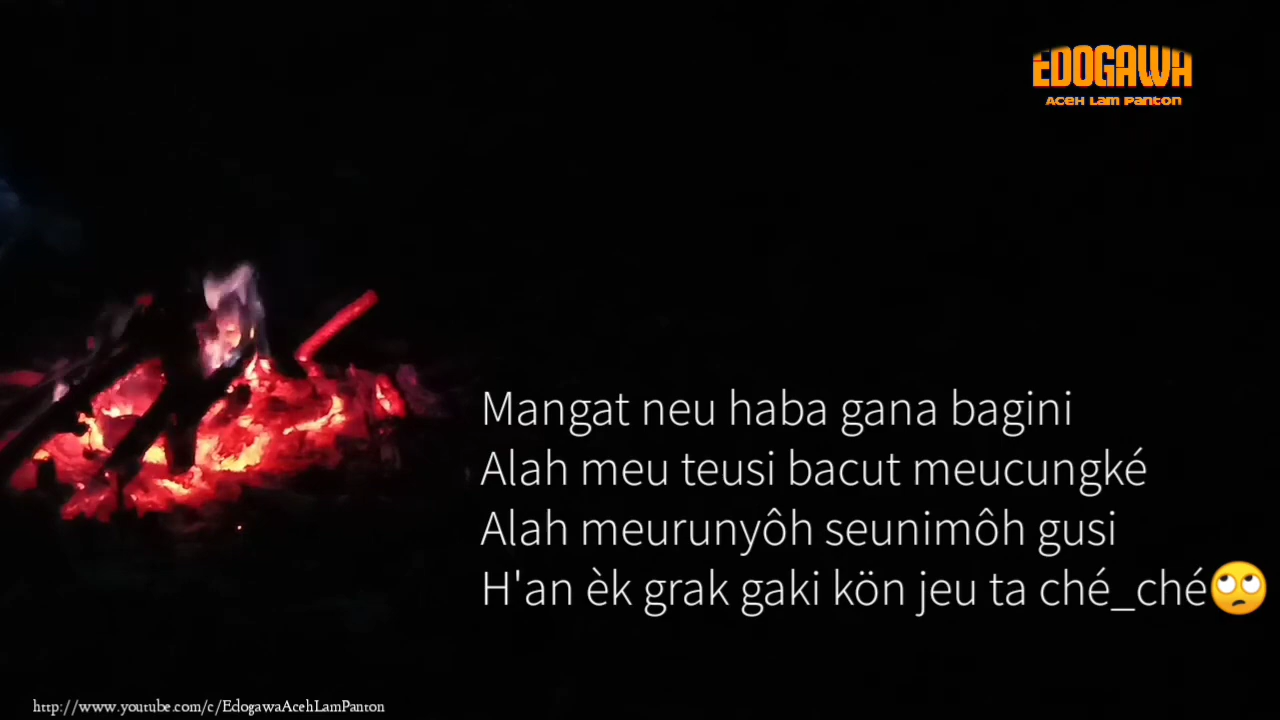 EDOGAWA
Aceh Lam Panton
Mangat neu haba gana bagini
Alah meu teusi bacut meucungké
Alah meurunyôh seunimôh gusi
H'an èk grak gaki kön jeu ta ché_ché🙄
http://www.youtube.com/c/EdogawaAcehLamPanton